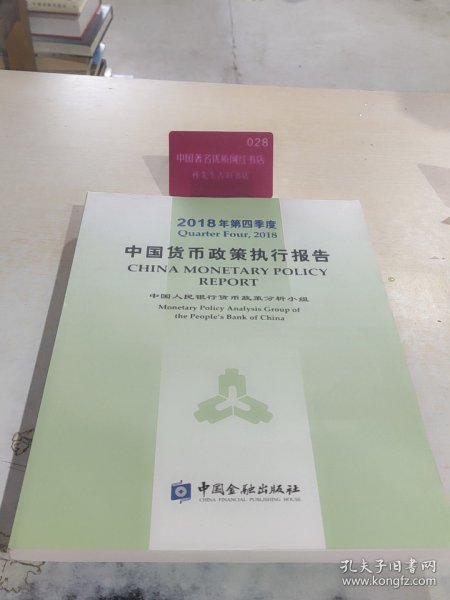 028
中国著名优质网红书店
2018年第四季度
Quarter Four, 2018
中国货币政策执行报告
CHINA MONETARY POLICY
REPORT
中国人民银行货币政策分析小组
Monetary Policy Analysis Group of
the People's Bank of China
中国金融出版社
CHINA FINANCIAL PUBLISHING HOUSE
孔夫子旧书网
www.kongfz.com